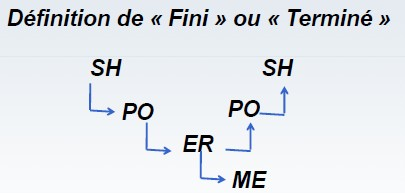 Définition de « Fini » ou « Terminé »
SH SH
PO PO
ER
ME